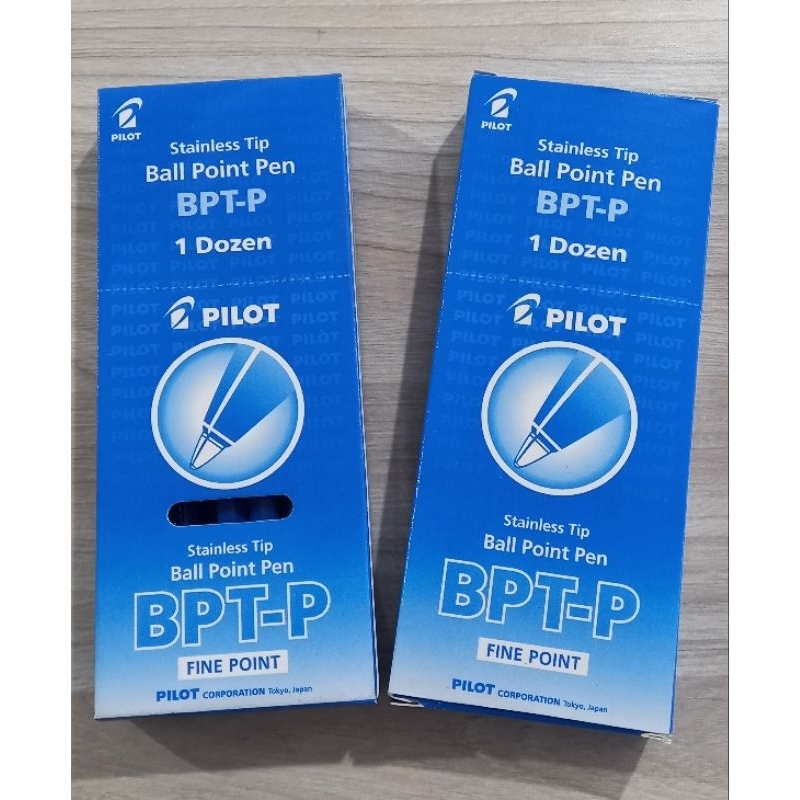 PILOT
Stainless Tip
Ball Point Pen
BPT-P
1 Dozen
PILOT
Stainless Tip
Ball Point Pen
BPT-P
FINE POINT
PILOT CORPORATION Tokyo, Japan
PILOT
Stainless Tip
Ball Point Pen
BPT-P
1 Dozen
PILOT
Stainless Tip
Ball Point Pen
BPT-P
FINE POINT
PILOT CORPORATION Tokyo, Japan